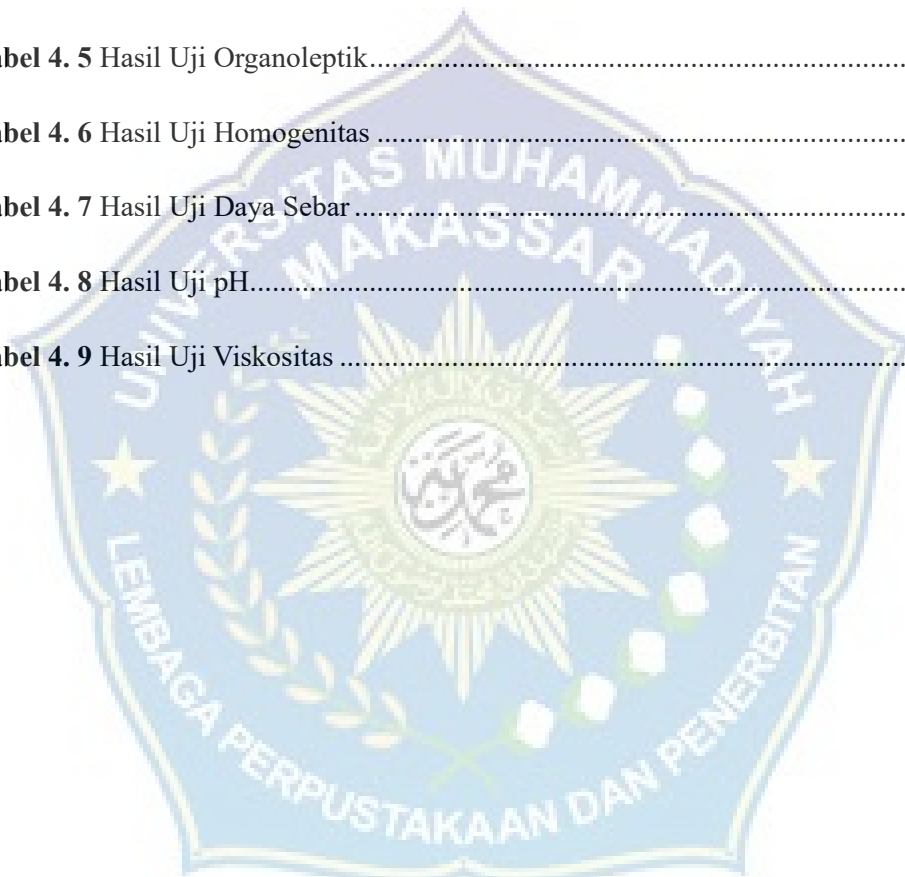 abel 4. 5 Hasil Uji Organoleptik
abel 4. 6 Hasil Uji Homogenitas
abel 4. 7 Hasil Uji Daya Sebar
abel 4. 8 Hasil Uji pH
abel 4. 9 Hasil Uji Viskositas
UNIVERSITAS MUHAMMADIYAH
MAKASSAR
LEMBAGA PERPUSTAKAAN DAN PENERBITAN